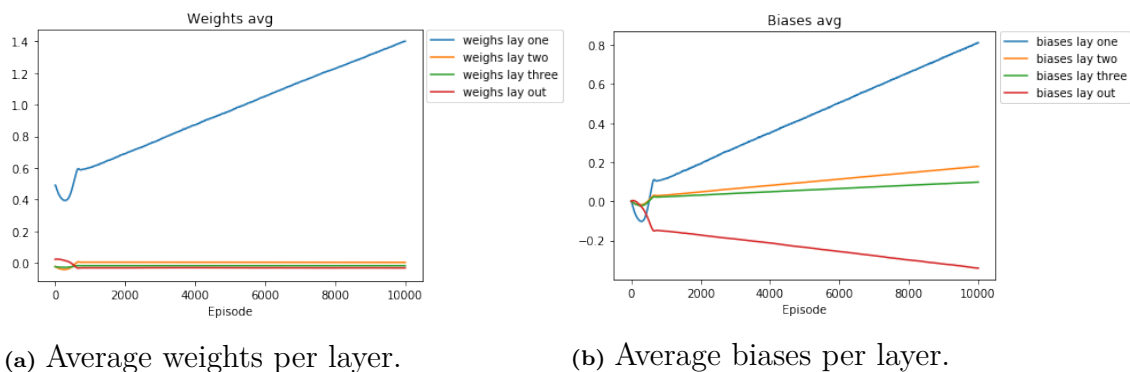 Weights avg
1.4
1.2
1.0
0.8
0.6
0.4
0.2
0.0
0 2000 4000 6000 8000 10000
Episode
weighs lay one
weighs lay two
weighs lay three
weighs lay out
(a) Average weights per layer.
Biases avg
0.8
0.6
0.4
0.2
0.0
−0.2
0 2000 4000 6000 8000 10000
Episode
biases lay one
biases lay two
biases lay three
biases lay out
(b) Average biases per layer.